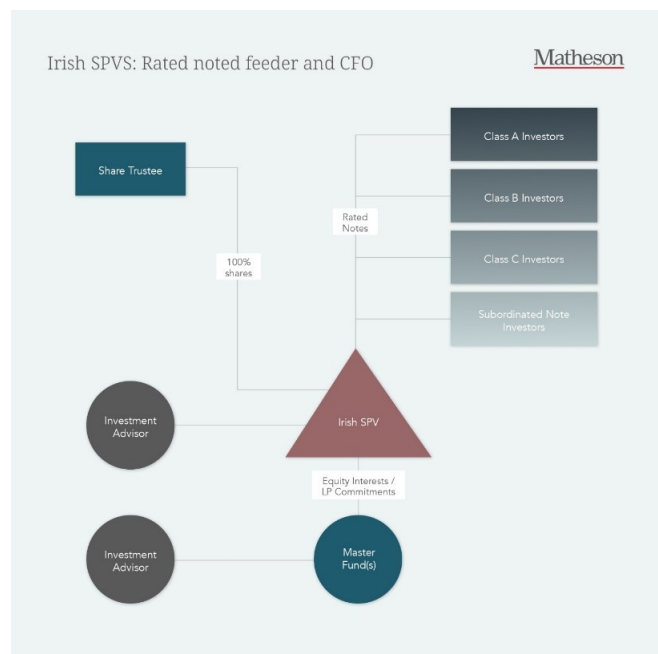 Irish SPVS: Rated noted feeder and CFO
Matheson
Class A Investors
Share Trustee
Class B Investors
Rated
Notes
Class C Investors
100%
shares
Subordinated Note
Investors
Investment
Advisor
Irish SPV
Equity Interests /
LP Commitments
Investment
Advisor
Master
Fund(s)